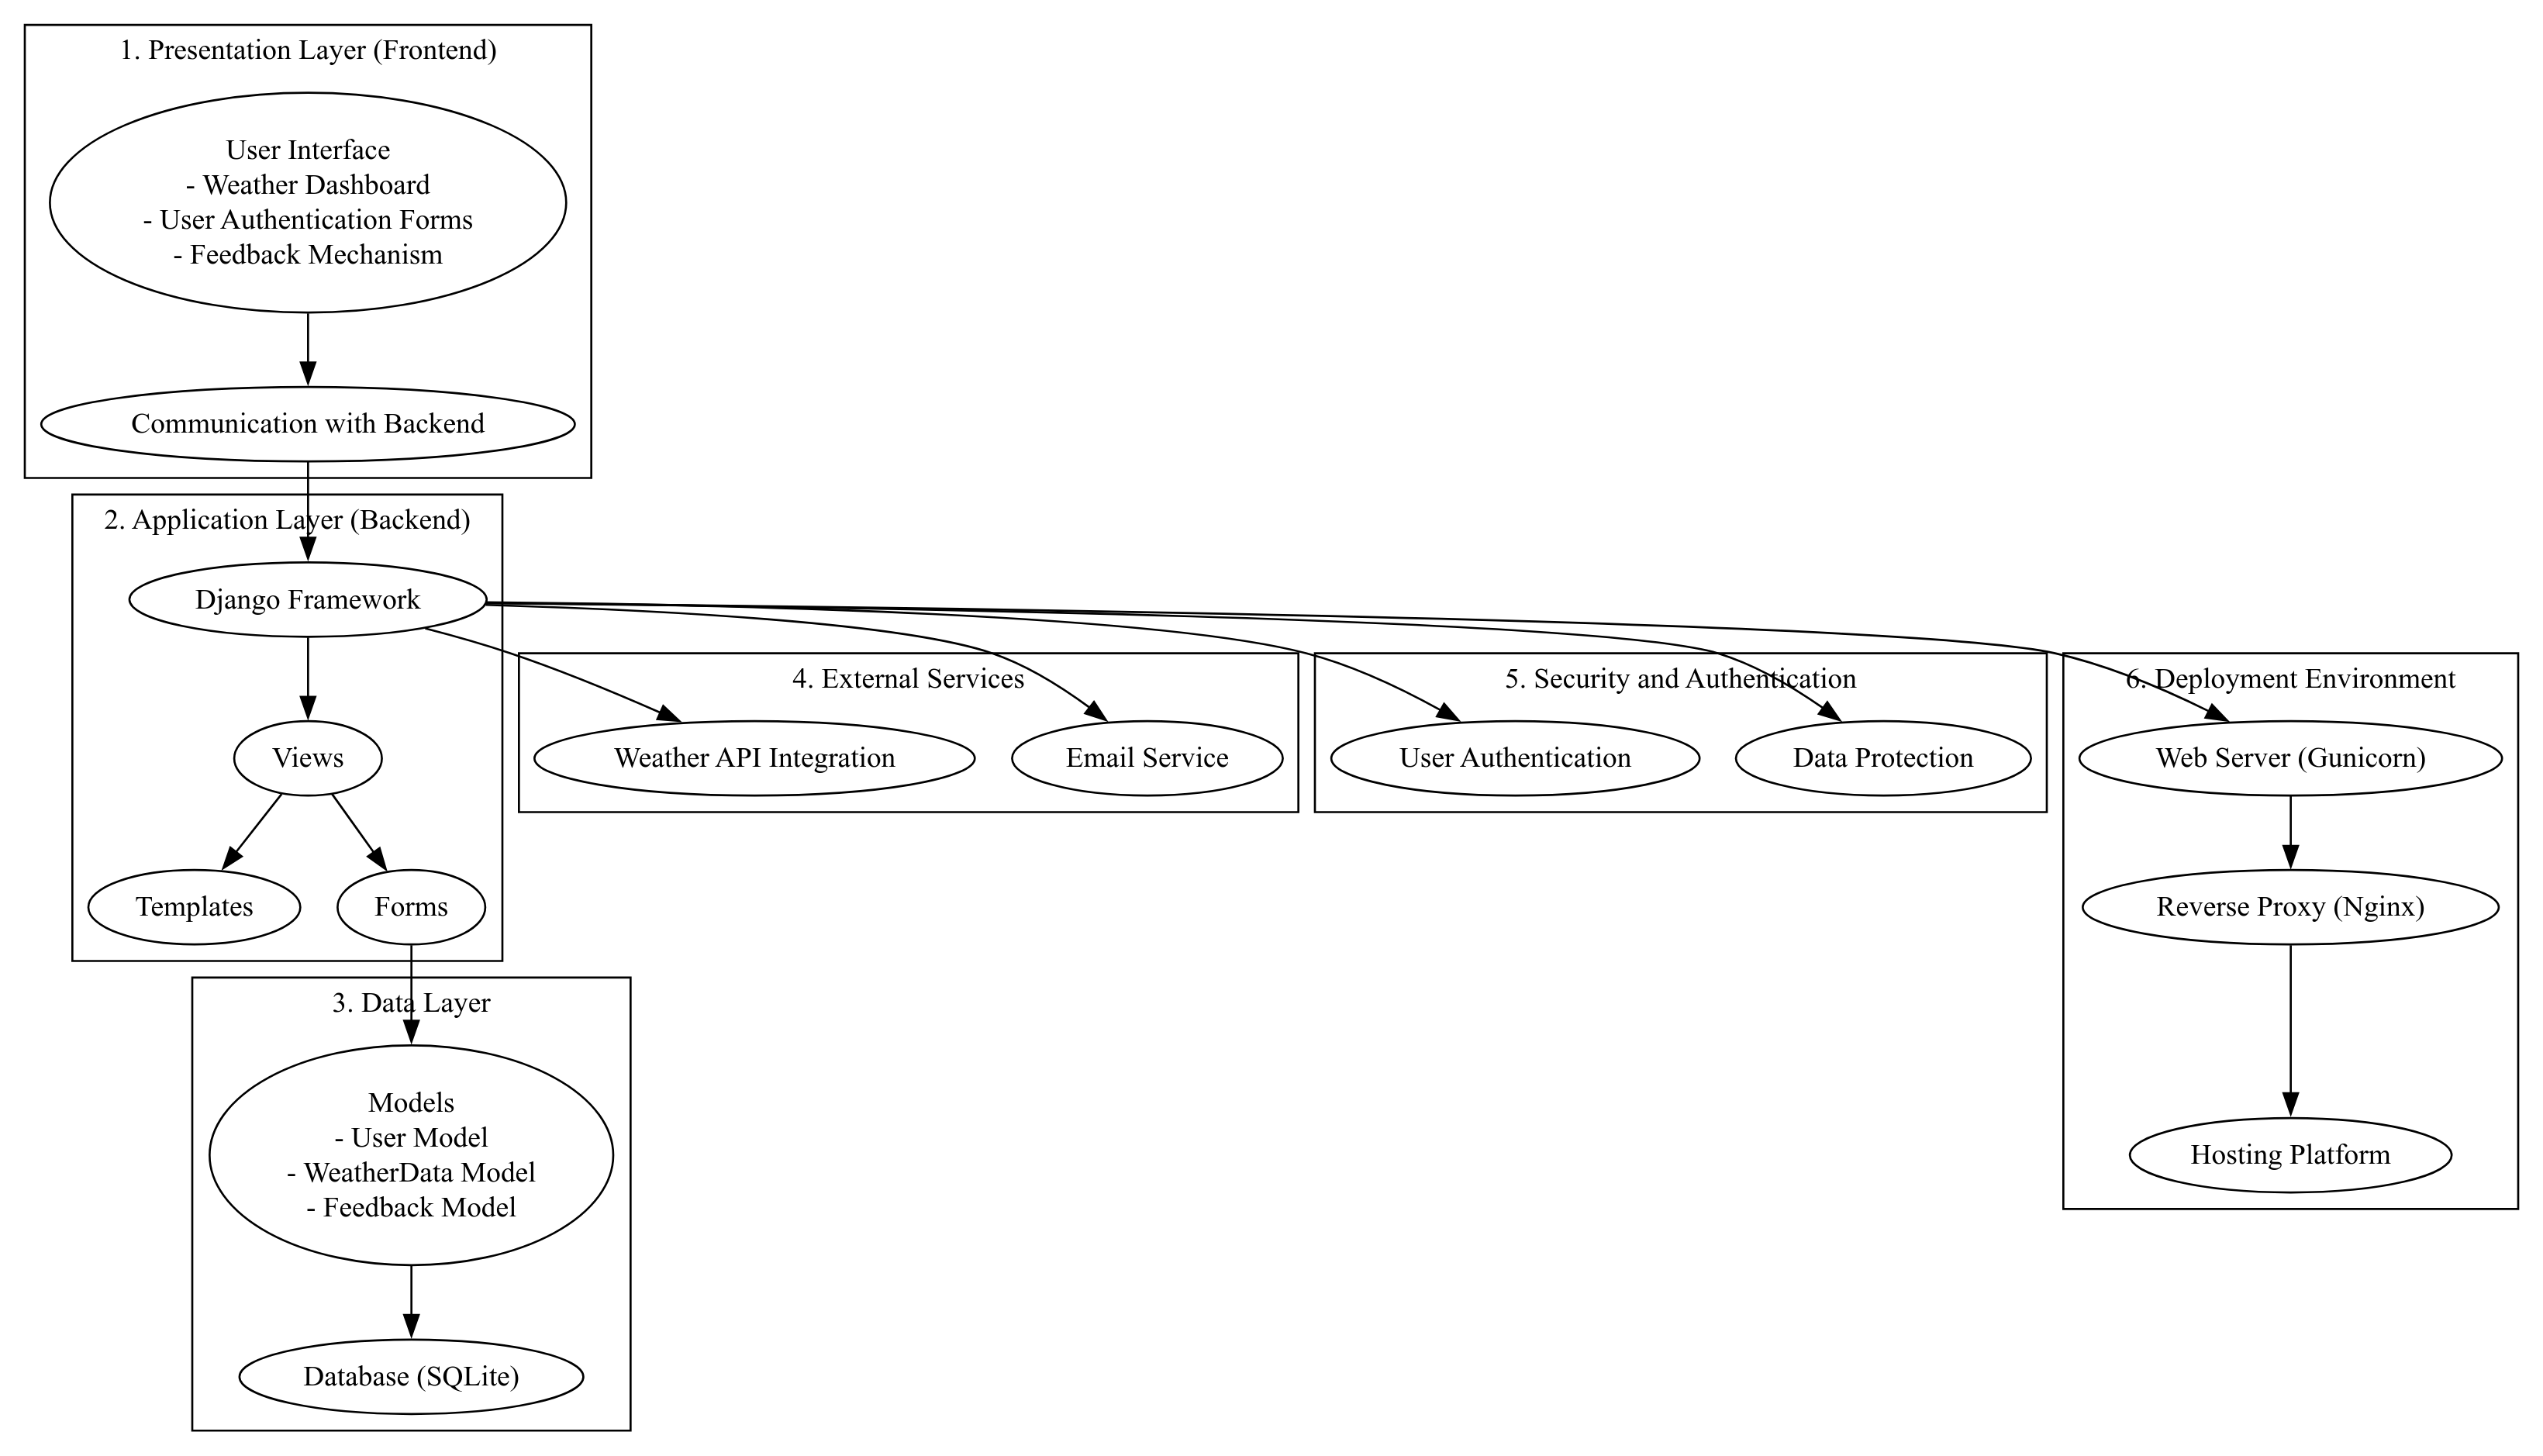 1. Presentation Layer (Frontend)
User Interface
- Weather Dashboard
- User Authentication Forms
- Feedback Mechanism
Communication with Backend
2. Application Layer (Backend)
Django Framework
Views
Templates
Forms
3. Data Layer
Models
- User Model
- WeatherData Model
- Feedback Model
Database (SQLite)
4. External Services
Weather API Integration
Email Service
5. Security and Authentication
User Authentication
Data Protection
6. Deployment Environment
Web Server (Gunicorn)
Reverse Proxy (Nginx)
Hosting Platform